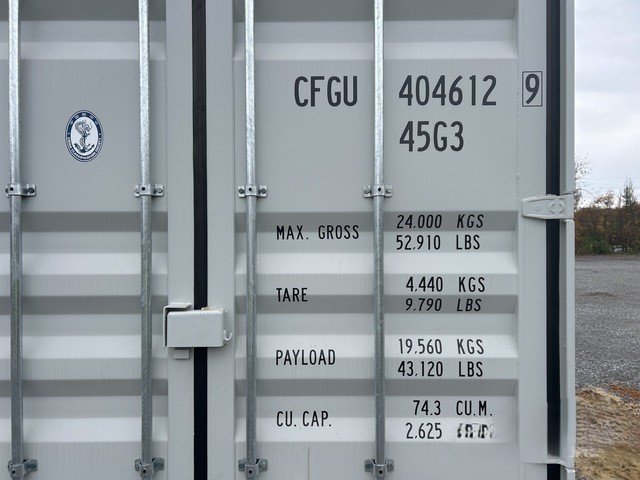 CFGU 404612 9
45G3
MAX. GROSS 24.000 KGS
52.910 LBS
TARE 4.440 KGS
9.790 LBS
PAYLOAD 19.560 KGS
43.120 LBS
CU. CAP. 74.3 CU.M.
2.625